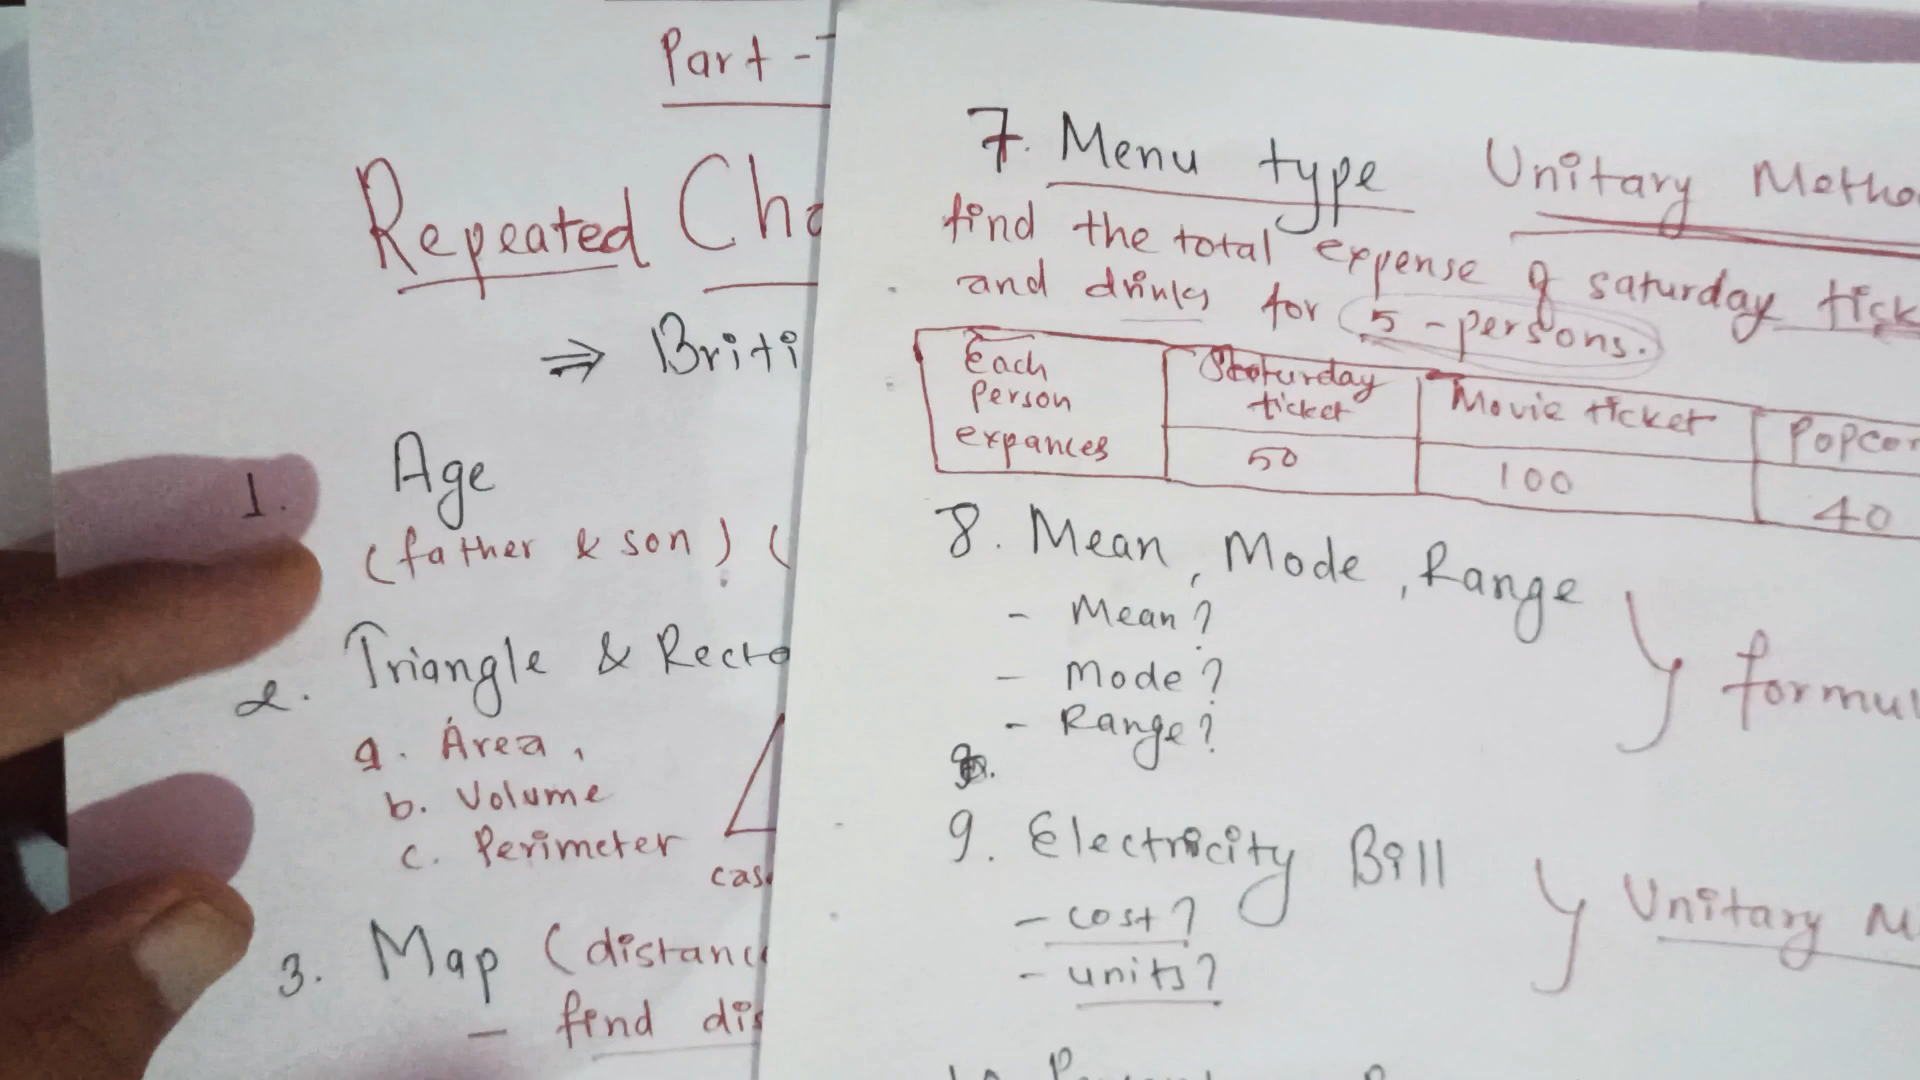 Part -
Repeated
⇒ Briti
1. Age
(father & son) (
2. Triangle & Recta
a. Area,
b. Volume
c. Perimeter
cas
3. Map (distanc
- find dis
7. Menu type Unitary Metho
find the total expense of saturday tick
and drinks for 5-persons.
Each person expances
Saturday ticket
Movie ticket
Popcor
50
100
40
8. Mean, Mode, Range
- Mean?
- Mode?
- Range?
formul
9. Electricity Bill
- cost?
- units?
Unitary M